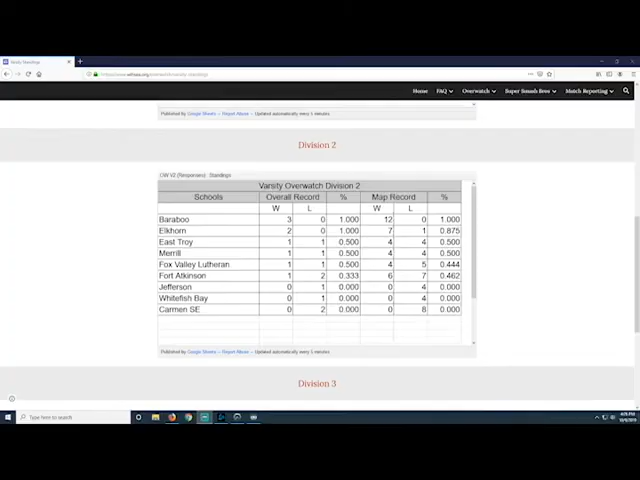 Varsity Standings
Home FAQ Overwatch Super Smash Bros Match Reporting
Published by Google Sheets – Report Abuse – Updated automatically every 5 minutes
Division 2
OW V2 (Responses) : Standings
Varsity Overwatch Division 2
Schools Overall Record % Map Record %
W L W L
Baraboo 3 0 1.000 12 0 1.000
Elkhorn 2 0 1.000 7 1 0.875
East Troy 1 1 0.500 4 4 0.500
Merrill 1 1 0.500 4 4 0.500
Fox Valley Lutheran 1 1 0.500 4 5 0.444
Fort Atkinson 1 2 0.333 6 7 0.462
Jefferson 0 1 0.000 0 4 0.000
Whitefish Bay 0 1 0.000 0 4 0.000
Carmen SE 0 2 0.000 0 8 0.000
Published by Google Sheets – Report Abuse – Updated automatically every 5 minutes
Division 3
Type here to search